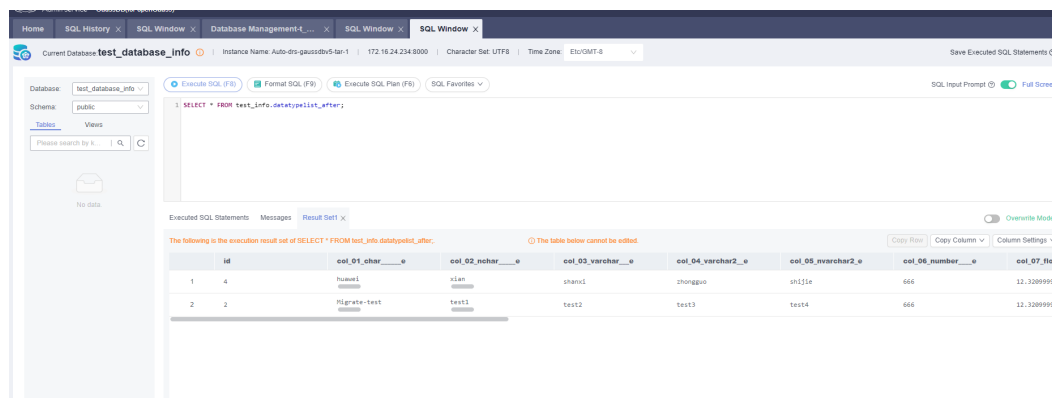 Home SQL History × SQL Window × Database Management-t_... × SQL Window × SQL Window ×
Current Database: test_database_info | Instance Name: Auto-drs-gaussdbv5-tar-1 | 172.16.24.234:8000 | Character Set: UTF8 | Time Zone: Etc/GMT-8 Save Executed SQL Statements
Database: test_database_info
Schema: public
Tables Views
Please search by k...
No data
Execute SQL (F8) Format SQL (F9) Execute SQL Plan (F6) SQL Favorites SQL Input Prompt Full Scree
1 SELECT * FROM test_info.datatypelist_after;
Executed SQL Statements Messages Result Set1 × Overwrite Mode
The following is the execution result set of SELECT * FROM test_info.datatypelist_after; The table below cannot be edited. Copy Row Copy Column Column Settings
id col_01_char_____e col_02_nchar____e col_03_varchar___e col_04_varchar2__e col_05_nvarchar2_e col_06_number___e col_07_flo
1 4 huawei xian shanxi zhongguo shijie 666 12.3209999
2 2 Migrate-test test1 test2 test3 test4 666 12.3209999